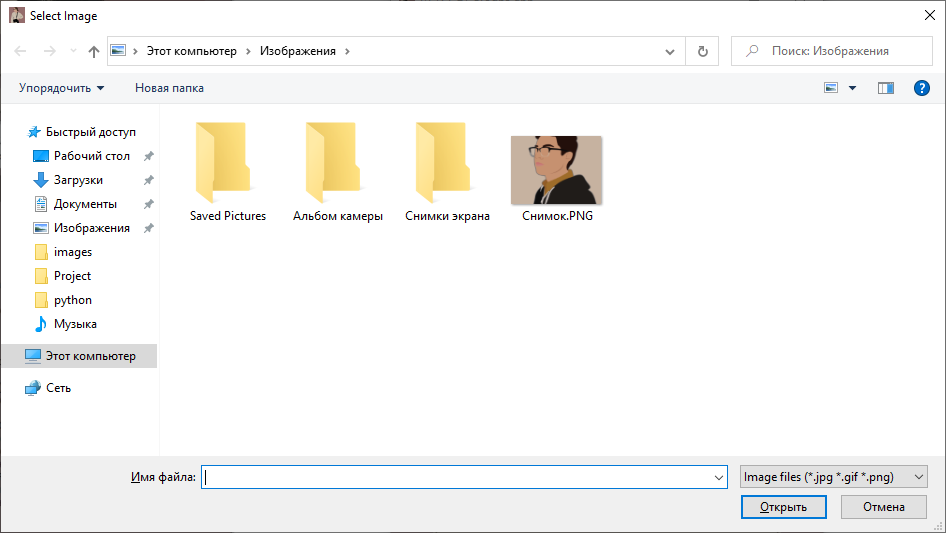 Select Image
Этот компьютер
Изображения
Поиск: Изображения
Упорядочить
Новая папка
Быстрый доступ
Рабочий стол
Загрузки
Документы
Изображения
images
Project
python
Музыка
Этот компьютер
Сеть
Saved Pictures
Альбом камеры
Снимки экрана
Снимок.PNG
Имя файла:
Image files (*.jpg *.gif *.png)
Открыть
Отмена